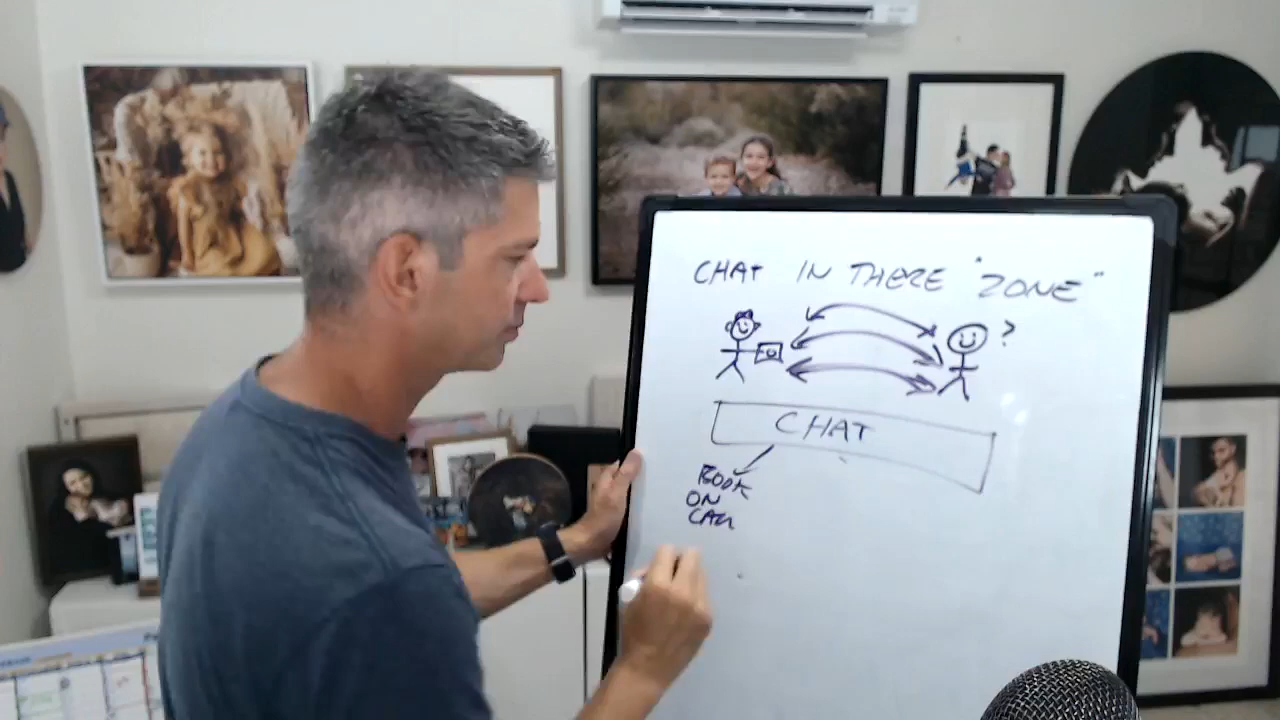 CHAT IN THERE "ZONE"
?
CHAT
BOOK
ON
CALL